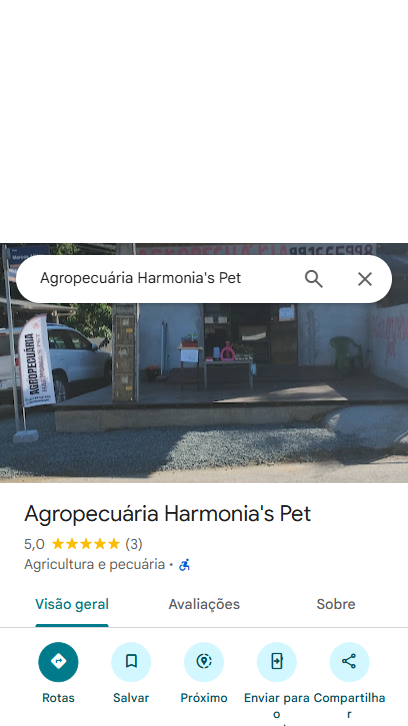 Agropecuária Harmonia's Pet
AGROPECUÁRIA
Agropecuária Harmonia's Pet
5,0 (3)
Agricultura e pecuária •
Visão geral Avaliações Sobre
Rotas Salvar Próximo Enviar para o Compartilhar